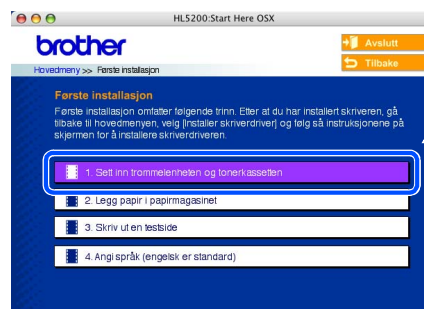 HL5200:Start Here OSX
brother
Avslutt
Tilbake
Hovedmeny >> Første installasjon
Første installasjon
Første installasjon omfatter følgende trinn. Etter at du har installert skriveren, gå
tilbake til hovedmenyen, velg [Installer skriverdriver] og følg så instruksjonene på
skjermen for å installere skriverdriveren.
1. Sett inn trommelenheten og tonerkassetten
2. Legg papir i papirmagasinet
3. Skriv ut en testside
4. Angi språk (engelsk er standard)